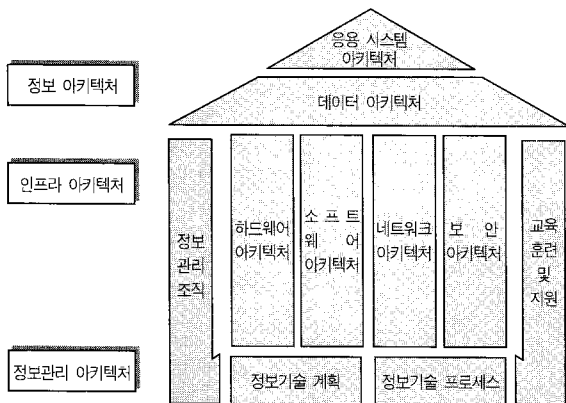 응용 시스템
아키텍처
정보 아키텍처
데이터 아키텍처
인프라 아키텍처
정보
관리
조직
하드웨어
아키텍처
소 프 트
웨 어
아키텍처
네트워크
아키텍처
보 안
아키텍처
교육
훈련
및
지원
정보관리 아키텍처
정보기술 계획
정보기술 프로세스